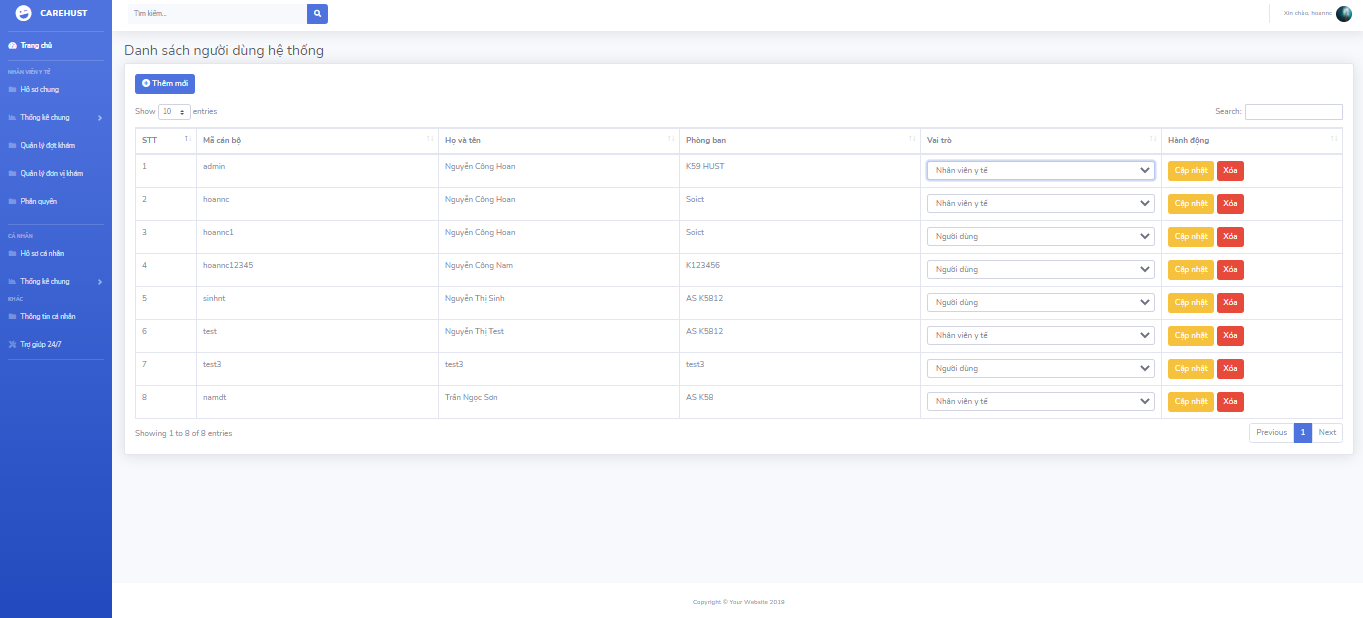 CAREHUST
Tìm kiếm...
Xin chào, hoannc
Trang chủ
NHÂN VIÊN Y TẾ
Hồ sơ chung
Thống kê chung
Quản lý đợt khám
Quản lý đơn vị khám
Phân quyền
CÁ NHÂN
Hồ sơ cá nhân
Thống kê chung
KHÁC
Thông tin cá nhân
Trợ giúp 24/7
Danh sách người dùng hệ thống
Thêm mới
Show 10 entries
Search:
STT Mã cán bộ Họ và tên Phòng ban Vai trò Hành động
1 admin Nguyễn Công Hoan K59 HUST Nhân viên y tế Cập nhật Xóa
2 hoannc Nguyễn Công Hoan Soict Nhân viên y tế Cập nhật Xóa
3 hoannc1 Nguyễn Công Hoan Soict Người dùng Cập nhật Xóa
4 hoannc12345 Nguyễn Công Nam K123456 Người dùng Cập nhật Xóa
5 sinhnt Nguyễn Thị Sinh AS K5812 Người dùng Cập nhật Xóa
6 test Nguyễn Thị Test AS K5812 Nhân viên y tế Cập nhật Xóa
7 test3 test3 test3 Người dùng Cập nhật Xóa
8 namdt Trần Ngọc Sơn AS K58 Nhân viên y tế Cập nhật Xóa
Showing 1 to 8 of 8 entries
Previous 1 Next
Copyright © Your Website 2019